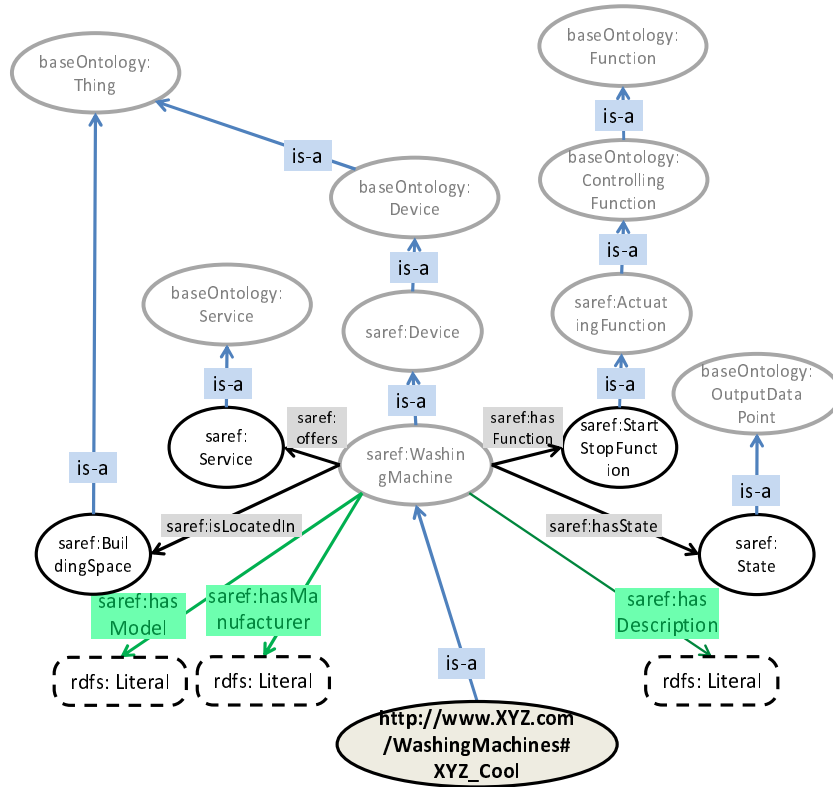 baseOntology:
Function
baseOntology:
Thing
is-a
is-a
baseOntology:
Controlling
Function
baseOntology:
Device
is-a
is-a
baseOntology:
Service
saref:Actuat
ingFunction
saref:Device
is-a
is-a
is-a
baseOntology:
OutputData
Point
saref:
offers
saref:has
Function
saref:
Service
saref:Washin
gMachine
saref:Start
StopFunct
ion
is-a
is-a
saref:isLocatedIn
saref:hasState
saref:Buil
dingSpace
saref:
State
saref:has
Model
saref:hasMa
nufacturer
saref:has
Description
is-a
rdfs: Literal
rdfs: Literal
rdfs: Literal
http://www.XYZ.com
/WashingMachines#
XYZ_Cool